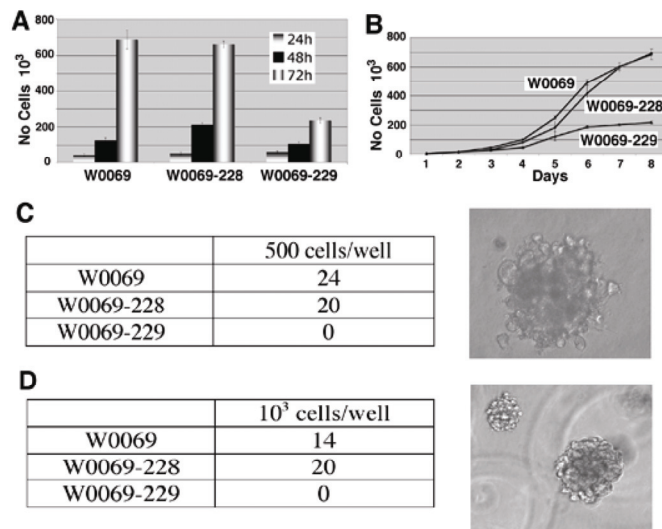 A
No Cells 10³
800
600
400
200
0
24h
48h
72h
W0069
W0069-228
W0069-229
B
No Cells 10³
800
600
400
200
0
W0069
W0069-228
W0069-229
1 2 3 4 5 6 7 8
Days
C
500 cells/well
W0069 24
W0069-228 20
W0069-229 0
D
10³ cells/well
W0069 14
W0069-228 20
W0069-229 0